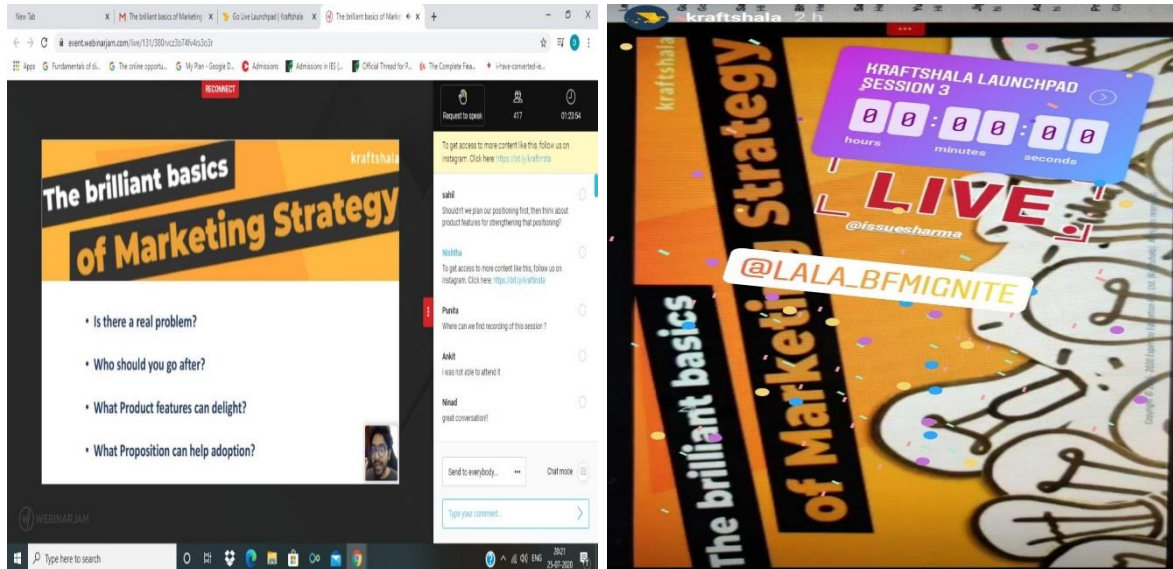 New Tab
The brilliant basics of Marketing
Go Live Launchpad | Kraftshala
The brilliant basics of Market
event.webinarjam.com/live/131/
Apps
Fundamentals of di...
The online opportu...
My Plan - Google D...
Admissions
Admissions in IES (...
Official Thread for P...
The Complete Fina...
i-have-converted-ie...
RECONNECT
kraftshala
The brilliant basics
of Marketing Strategy
• Is there a real problem?
• Who should you go after?
• What Product features can delight?
• What Proposition can help adoption?
WEBINARJAM
Request to speak
417
01:23:54
To get access to more content like this, follow us on
instagram. Click here: https://bit.ly/kraftinsta
sahil
Shouldn't we plan our positioning first, then think about
product features for strengthening that positioning?
Nishtha
To get access to more content like this, follow us on
instagram. Click here: https://bit.ly/kraftinsta
Punita
Where can we find recording of this session ?
Ankit
i was not able to attend it
Ninad
great conversation!!
Send to everybody...
Chat mode
Type your comment...
Type here to search
ENG
20:21
25-07-2020
kraftshala 2 h
kraftshala
KRAFTSHALA LAUNCHPAD
SESSION 3
00:00:00
hours minutes seconds
LIVE
@issuesharma
@LALA_BFMIGNITE
The brilliant basics
of Marketing Strategy